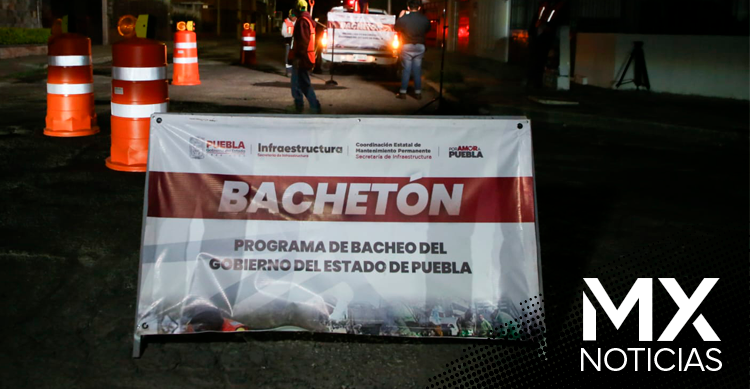 PUEBLA
Infraestructura
Secretaría de Infraestructura
Coordinación Estatal de
Mantenimiento Permanente
Secretaría de Infraestructura
POR AMOR A
PUEBLA
BACHETÓN
PROGRAMA DE BACHEO DEL
GOBIERNO DEL ESTADO DE PUEBLA
MX
NOTICIAS